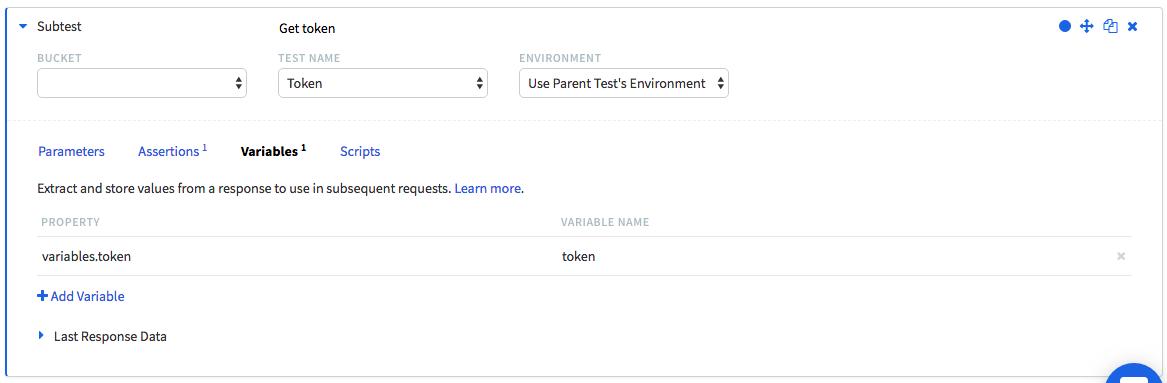 Subtest Get token
BUCKET TEST NAME ENVIRONMENT
Token Use Parent Test's Environment
Parameters Assertions 1 Variables 1 Scripts
Extract and store values from a response to use in subsequent requests. Learn more.
PROPERTY VARIABLE NAME
variables.token token
Add Variable
Last Response Data